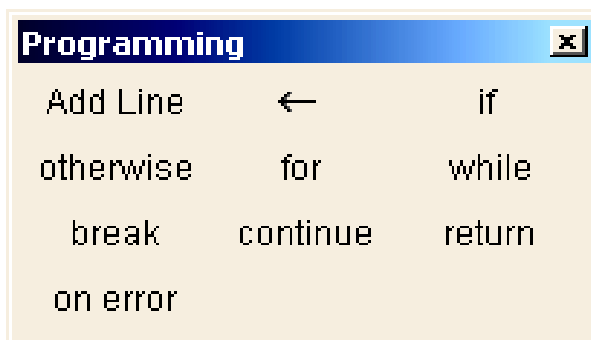 Programming
Add Line ← if
otherwise for while
break continue return
on error